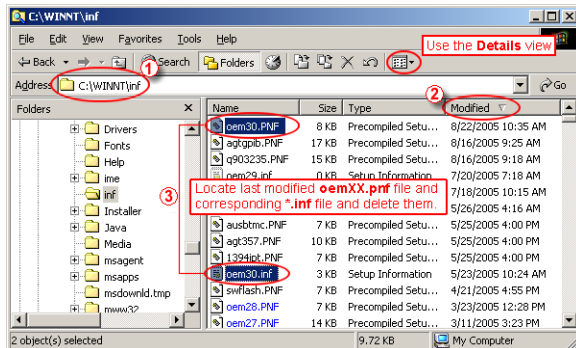 C:\WINNT\inf
File Edit View Favorites Tools Help
Use the Details view
Back Search Folders
1
Address C:\WINNT\inf Go
2
Folders Name Size Type Modified
oem30.PNF 8 KB Precompiled Setu... 8/22/2005 10:35 AM
Drivers agtgpib.PNF 17 KB Precompiled Setu... 8/16/2005 9:25 AM
Fonts q903235.PNF 15 KB Precompiled Setu... 8/16/2005 9:18 AM
Help oem29.inf 0 KB Setup Information 7/20/2005 7:18 AM
ime
inf
3
Locate last modified oemXX.pnf file and
corresponding *.inf file and delete them.
7/18/2005 10:15 AM
5/26/2005 4:16 AM
Installer
Java ausbtmc.PNF 7 KB Precompiled Setu... 5/25/2005 4:00 PM
Media agt357.PNF 10 KB Precompiled Setu... 5/25/2005 4:00 PM
msagent 1394ipt.PNF 7 KB Precompiled Setu... 5/25/2005 4:00 PM
msapps oem30.inf 3 KB Setup Information 5/23/2005 10:24 AM
msdownld.tmp swflash.PNF 7 KB Precompiled Setu... 4/21/2005 4:55 PM
mww32 oem28.PNF 7 KB Precompiled Setu... 3/23/2005 12:28 PM
oem27.PNF 14 KB Precompiled Setu... 3/11/2005 3:23 PM
2 object(s) selected 9.72 KB My Computer